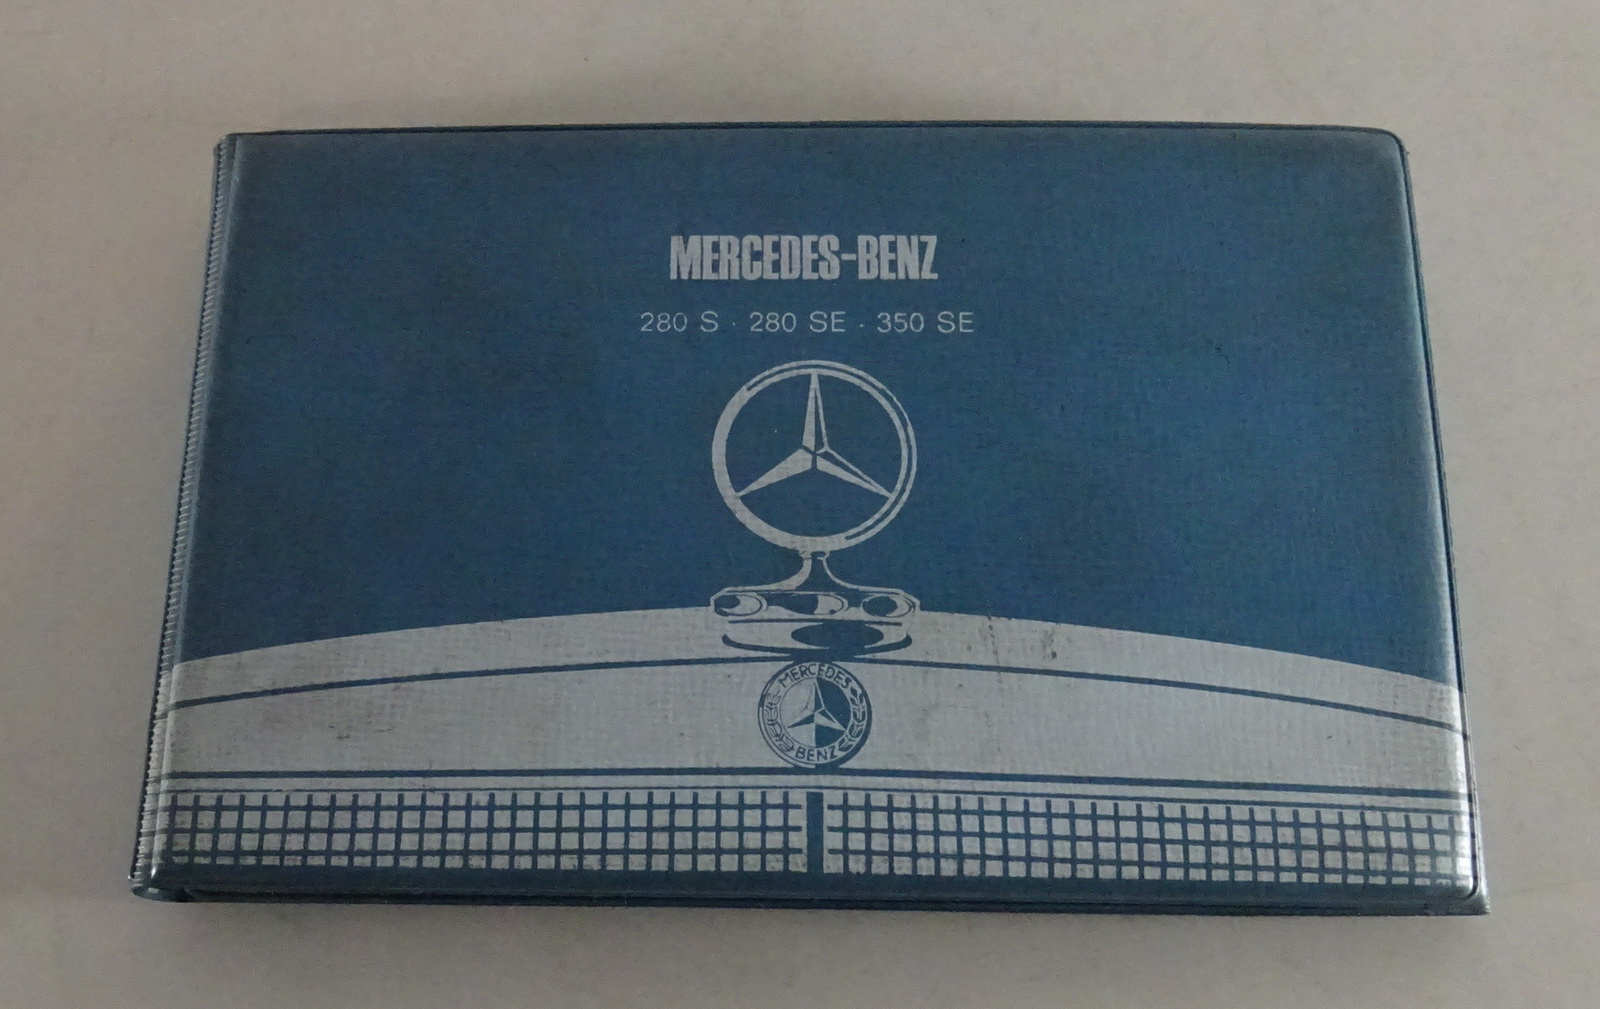 MERCEDES-BENZ
280 S · 280 SE · 350 SE
MERCEDES
BENZ